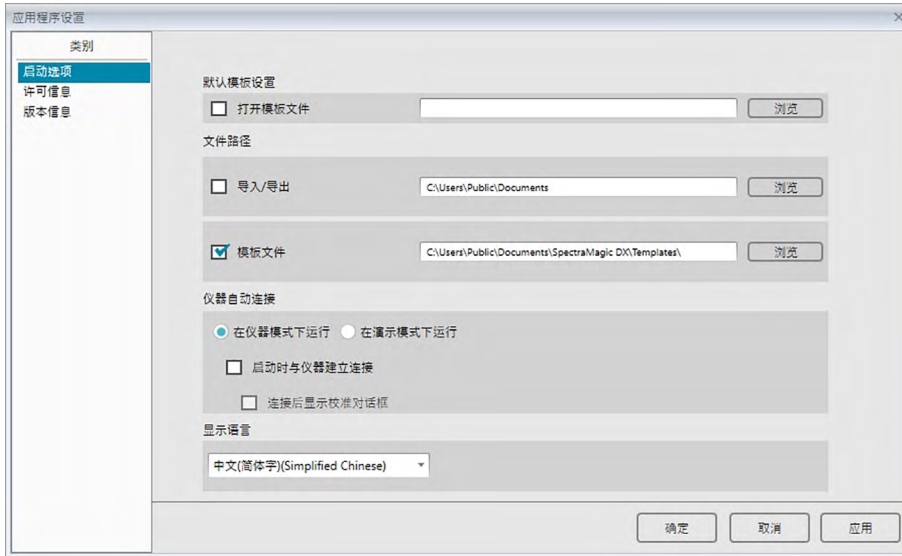 应用程序设置
类别
启动选项
许可信息
版本信息
默认模板设置
打开模板文件 浏览
文件路径
导入/导出 C:\Users\Public\Documents 浏览
模板文件 C:\Users\Public\Documents\SpectraMagic DX\Templates\ 浏览
仪器自动连接
在仪器模式下运行 在演示模式下运行
启动时与仪器建立连接
连接后显示校准对话框
显示语言
中文(简体字)(Simplified Chinese)
确定 取消 应用